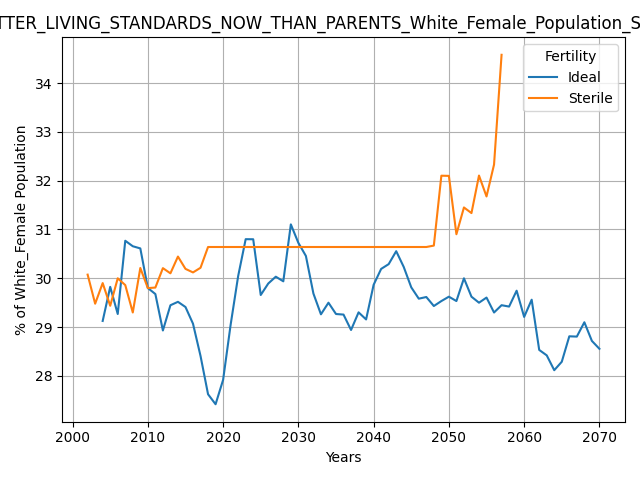 TTER_LIVING_STANDARDS_NOW_THAN_PARENTS_White_Female_Population_S
34
33
32
31
30
29
28
% of White_Female Population
Fertility
Ideal
Sterile
2000 2010 2020 2030 2040 2050 2060 2070
Years